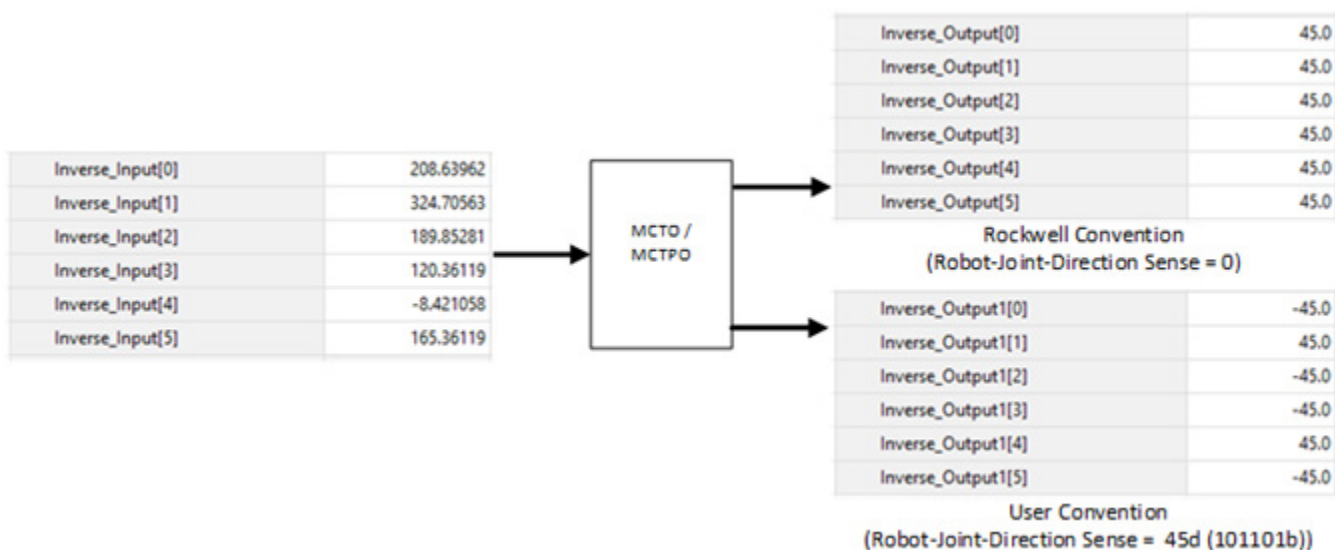 Inverse_Input[0] 208.63962
Inverse_Input[1] 324.70563
Inverse_Input[2] 189.85281
Inverse_Input[3] 120.36119
Inverse_Input[4] -8.421058
Inverse_Input[5] 165.36119
MCTO /
MCTPO
Inverse_Output[0] 45.0
Inverse_Output[1] 45.0
Inverse_Output[2] 45.0
Inverse_Output[3] 45.0
Inverse_Output[4] 45.0
Inverse_Output[5] 45.0
Rockwell Convention
(Robot-Joint-Direction Sense = 0)
Inverse_Output1[0] -45.0
Inverse_Output1[1] 45.0
Inverse_Output1[2] -45.0
Inverse_Output1[3] -45.0
Inverse_Output1[4] 45.0
Inverse_Output1[5] -45.0
User Convention
(Robot-Joint-Direction Sense = 45d (101101b))